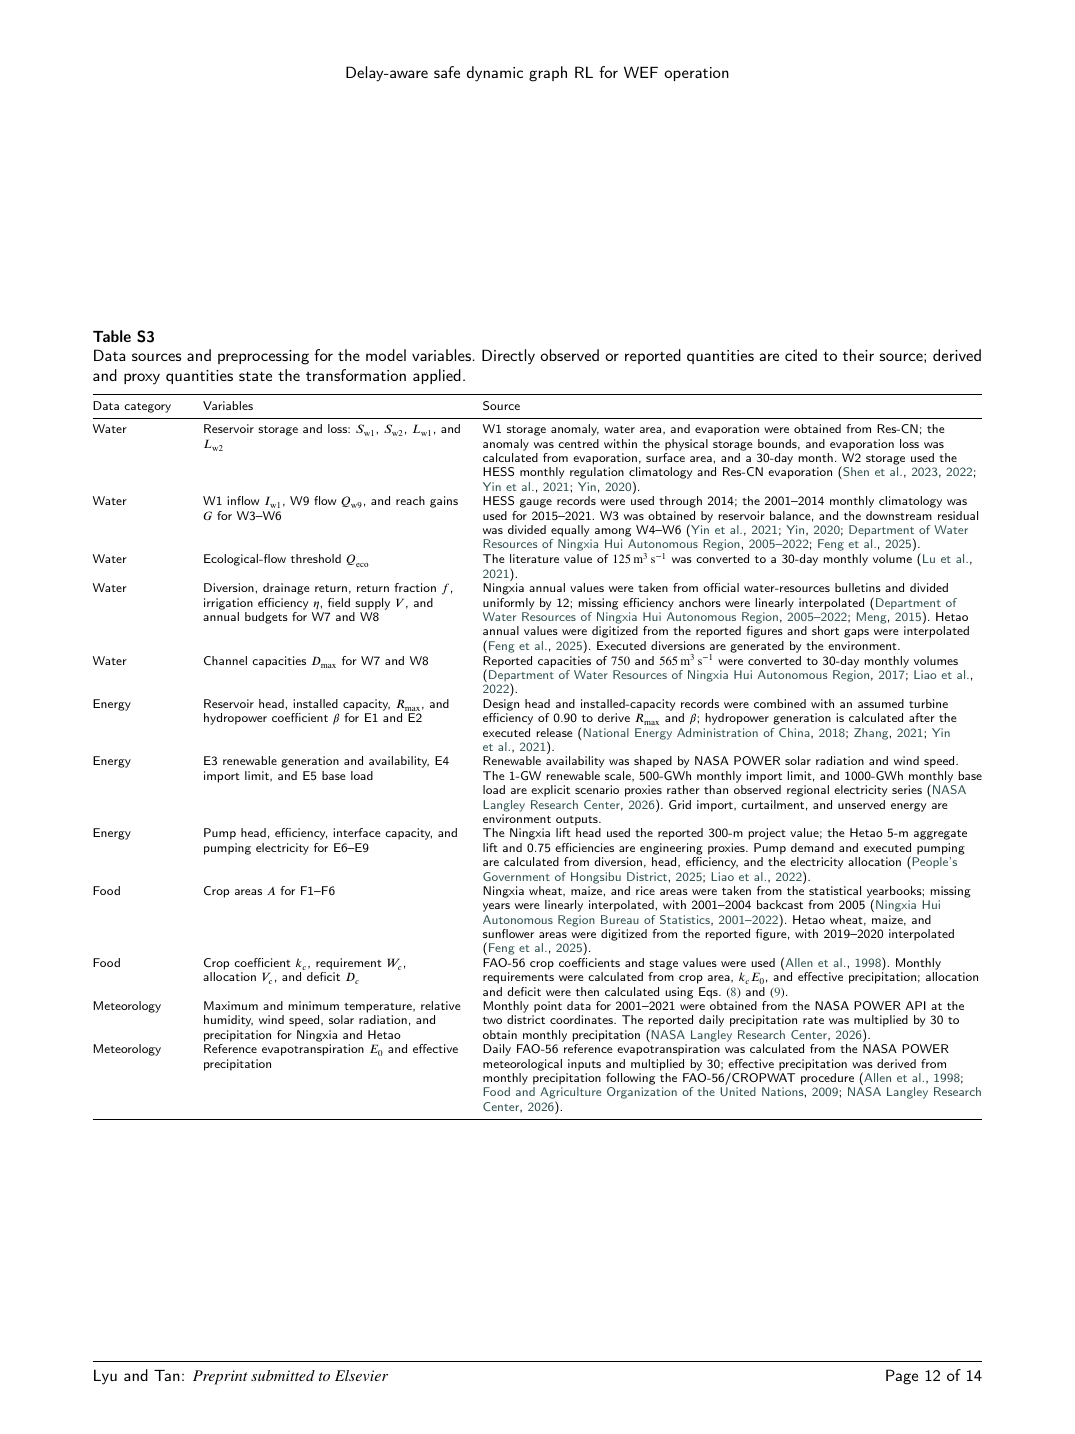 Delay-aware safe dynamic graph RL for WEF operation
Table S3
Data sources and preprocessing for the model variables. Directly observed or reported quantities are cited to their source; derived
and proxy quantities state the transformation applied.
Data category Variables Source
Water Reservoir storage and loss: S_w1, S_w2, L_w1, and
L_w2
W1 storage anomaly, water area, and evaporation were obtained from Res-CN; the
anomaly was centred within the physical storage bounds, and evaporation loss was
calculated from evaporation, surface area, and a 30-day month. W2 storage used the
HESS monthly regulation climatology and Res-CN evaporation (Shen et al., 2023, 2022;
Yin et al., 2021; Yin, 2020).
Water W1 inflow I_w1, W9 flow Q_w9, and reach gains
G for W3–W6
HESS gauge records were used through 2014; the 2001–2014 monthly climatology was
used for 2015–2021. W3 was obtained by reservoir balance, and the downstream residual
was divided equally among W4–W6 (Yin et al., 2021; Yin, 2020; Department of Water
Resources of Ningxia Hui Autonomous Region, 2005–2022; Feng et al., 2025).
Water Ecological-flow threshold Q_eco
The literature value of 125 m³ s⁻¹ was converted to a 30-day monthly volume (Lu et al.,
2021).
Water Diversion, drainage return, return fraction f,
irrigation efficiency η, field supply V, and
annual budgets for W7 and W8
Ningxia annual values were taken from official water-resources bulletins and divided
uniformly by 12; missing efficiency anchors were linearly interpolated (Department of
Water Resources of Ningxia Hui Autonomous Region, 2005–2022; Meng, 2015). Hetao
annual values were digitized from the reported figures and short gaps were interpolated
(Feng et al., 2025). Executed diversions are generated by the environment.
Water Channel capacities D_max for W7 and W8
Reported capacities of 750 and 565 m³ s⁻¹ were converted to 30-day monthly volumes
(Department of Water Resources of Ningxia Hui Autonomous Region, 2017; Liao et al.,
2022).
Energy Reservoir head, installed capacity, R_max, and
hydropower coefficient β for E1 and E2
Design head and installed-capacity records were combined with an assumed turbine
efficiency of 0.90 to derive R_max and β; hydropower generation is calculated after the
executed release (National Energy Administration of China, 2018; Zhang, 2021; Yin
et al., 2021).
Energy E3 renewable generation and availability, E4
import limit, and E5 base load
Renewable availability was shaped by NASA POWER solar radiation and wind speed.
The 1-GW renewable scale, 500-GWh monthly import limit, and 1000-GWh monthly base
load are explicit scenario proxies rather than observed regional electricity series (NASA
Langley Research Center, 2026). Grid import, curtailment, and unserved energy are
environment outputs.
Energy Pump head, efficiency, interface capacity, and
pumping electricity for E6–E9
The Ningxia lift head used the reported 300-m project value; the Hetao 5-m aggregate
lift and 0.75 efficiencies are engineering proxies. Pump demand and executed pumping
are calculated from diversion, head, efficiency, and the electricity allocation (People's
Government of Hongsibu District, 2025; Liao et al., 2022).
Food Crop areas A for F1–F6
Ningxia wheat, maize, and rice areas were taken from the statistical yearbooks; missing
years were linearly interpolated, with 2001–2004 backcast from 2005 (Ningxia Hui
Autonomous Region Bureau of Statistics, 2001–2022). Hetao wheat, maize, and
sunflower areas were digitized from the reported figure, with 2019–2020 interpolated
(Feng et al., 2025).
Food Crop coefficient k_c, requirement W_c,
allocation V_c, and deficit D_c
FAO-56 crop coefficients and stage values were used (Allen et al., 1998). Monthly
requirements were calculated from crop area, k_c E_0, and effective precipitation; allocation
and deficit were then calculated using Eqs. (8) and (9).
Meteorology Maximum and minimum temperature, relative
humidity, wind speed, solar radiation, and
precipitation for Ningxia and Hetao
Monthly point data for 2001–2021 were obtained from the NASA POWER API at the
two district coordinates. The reported daily precipitation rate was multiplied by 30 to
obtain monthly precipitation (NASA Langley Research Center, 2026).
Meteorology Reference evapotranspiration E_0 and effective
precipitation
Daily FAO-56 reference evapotranspiration was calculated from the NASA POWER
meteorological inputs and multiplied by 30; effective precipitation was derived from
monthly precipitation following the FAO-56/CROPWAT procedure (Allen et al., 1998;
Food and Agriculture Organization of the United Nations, 2009; NASA Langley Research
Center, 2026).
Lyu and Tan: Preprint submitted to Elsevier Page 12 of 14